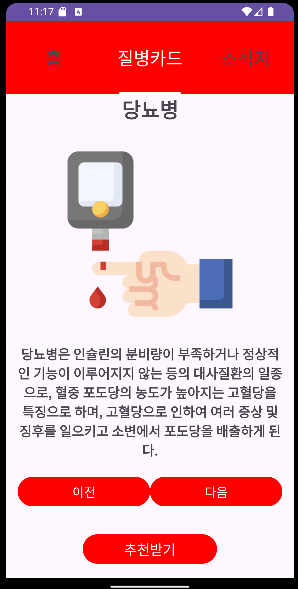 11:17
홈 질병카드 소식지
당뇨병
당뇨병은 인슐린의 분비량이 부족하거나 정상적
인 기능이 이루어지지 않는 등의 대사질환의 일종
으로, 혈중 포도당의 농도가 높아지는 고혈당을
특징으로 하며, 고혈당으로 인하여 여러 증상 및
징후를 일으키고 소변에서 포도당을 배출하게 된
다.
이전 다음
추천받기